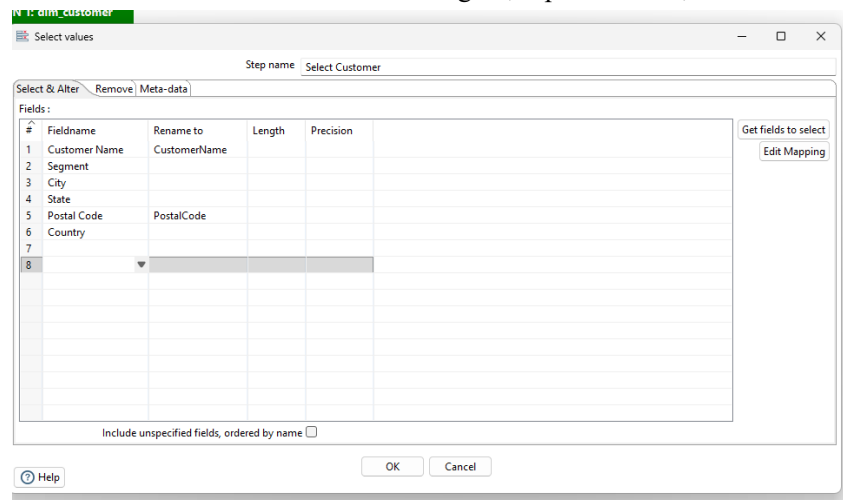 N 1: dim_customer
Select values
Step name Select Customer
Select & Alter Remove Meta-data
Fields :
# Fieldname Rename to Length Precision
Get fields to select
1 Customer Name CustomerName
Edit Mapping
2 Segment
3 City
4 State
5 Postal Code PostalCode
6 Country
7
8
Include unspecified fields, ordered by name
OK Cancel
Help